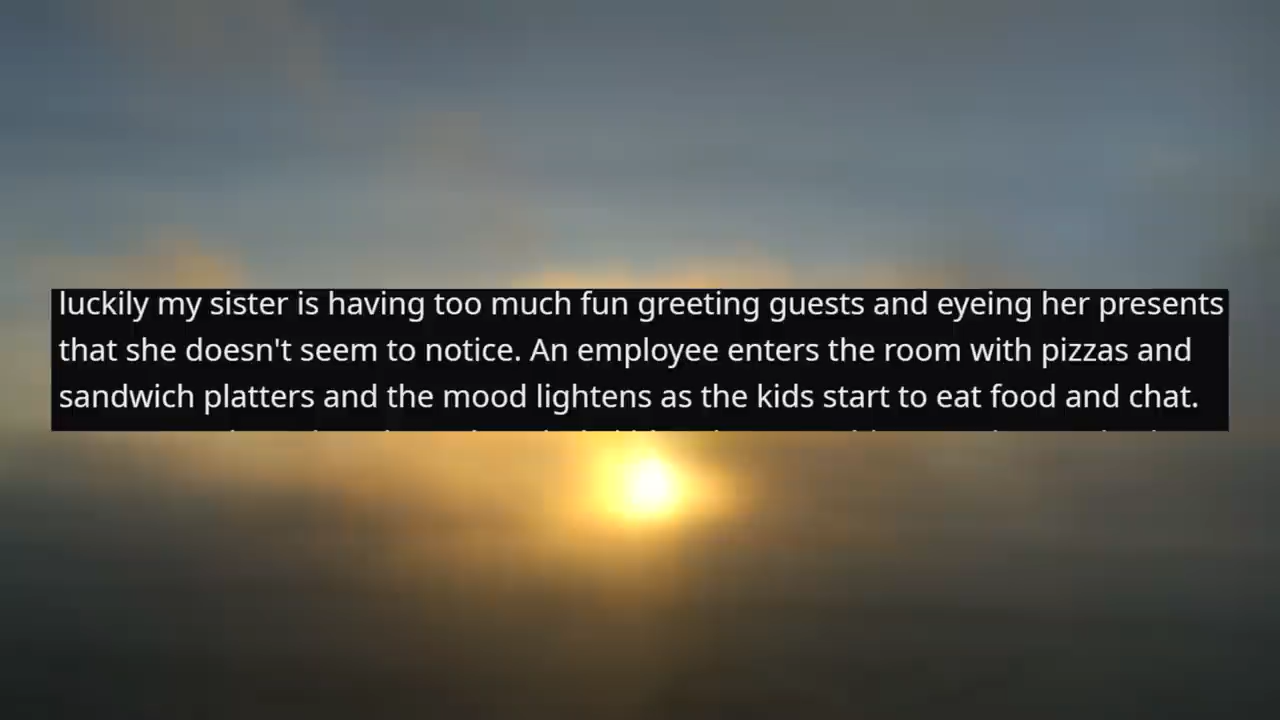 luckily my sister is having too much fun greeting guests and eyeing her presents
that she doesn't seem to notice. An employee enters the room with pizzas and
sandwich platters and the mood lightens as the kids start to eat food and chat.